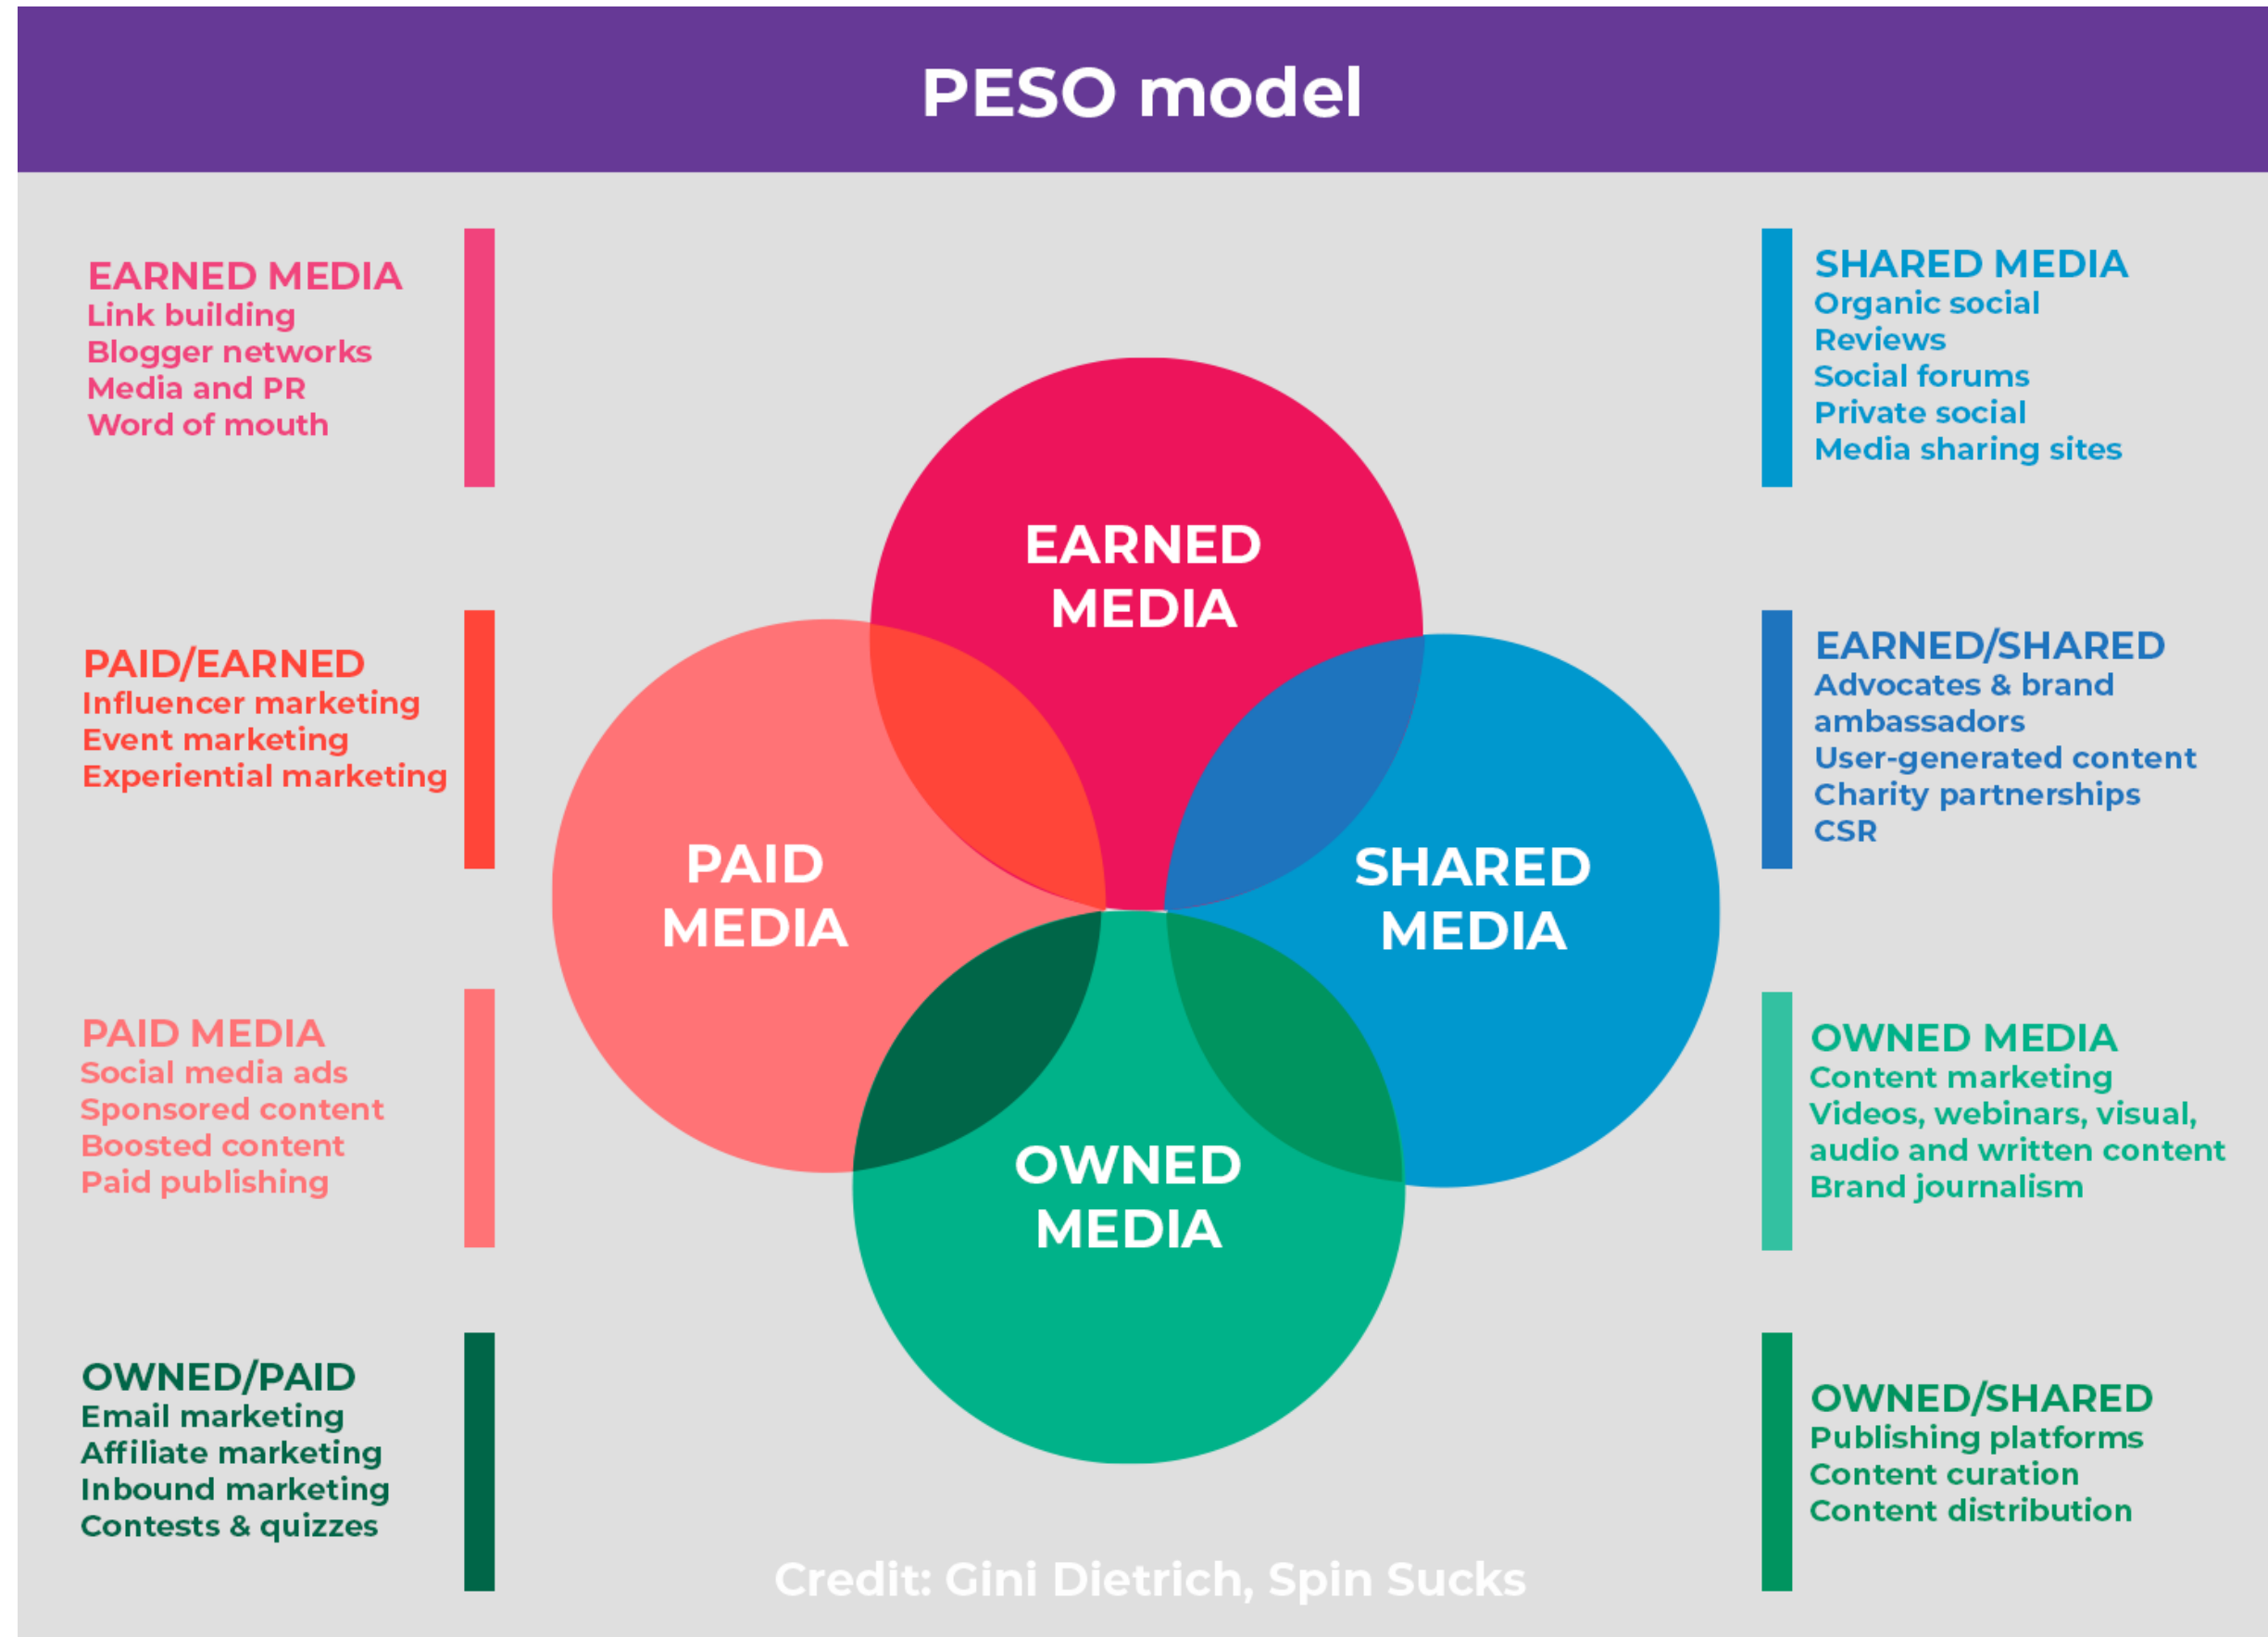 PESO model
EARNED MEDIA
Link building
Blogger networks
Media and PR
Word of mouth
PAID/EARNED
Influencer marketing
Event marketing
Experiential marketing
PAID MEDIA
Social media ads
Sponsored content
Boosted content
Paid publishing
OWNED/PAID
Email marketing
Affiliate marketing
Inbound marketing
Contests & quizzes
EARNED
MEDIA
PAID
MEDIA
SHARED
MEDIA
OWNED
MEDIA
SHARED MEDIA
Organic social
Reviews
Social forums
Private social
Media sharing sites
EARNED/SHARED
Advocates & brand
ambassadors
User-generated content
Charity partnerships
CSR
OWNED MEDIA
Content marketing
Videos, webinars, visual,
audio and written content
Brand journalism
OWNED/SHARED
Publishing platforms
Content curation
Content distribution
Credit: Gini Dietrich, Spin Sucks